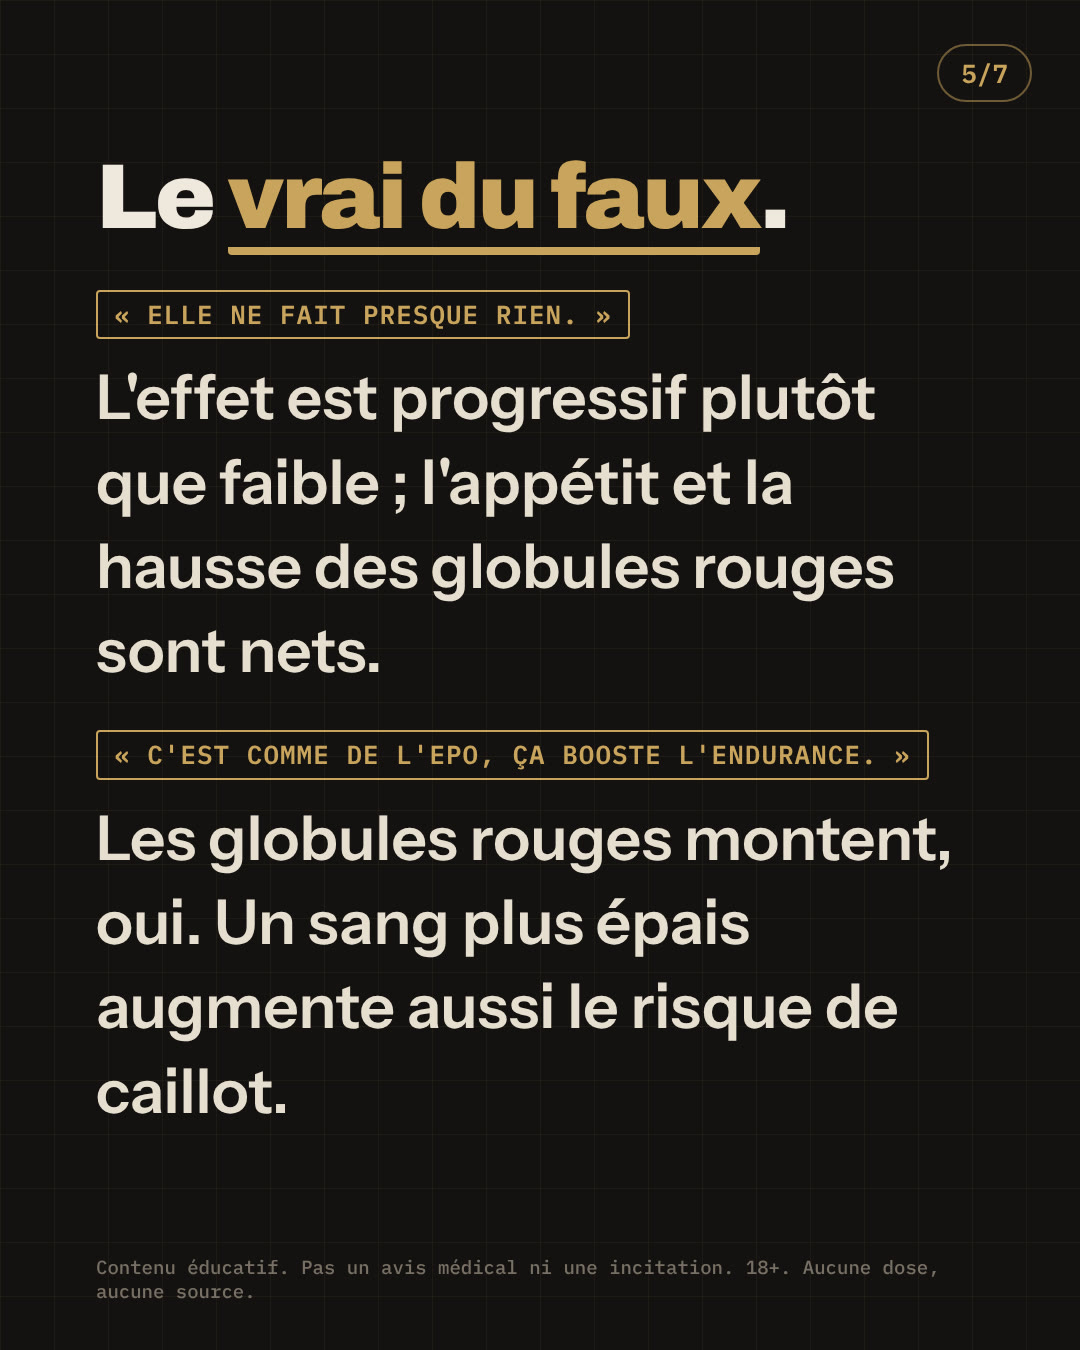 5/7
Le vrai du faux.
« ELLE NE FAIT PRESQUE RIEN. »
L'effet est progressif plutôt
que faible ; l'appétit et la
hausse des globules rouges
sont nets.
« C'EST COMME DE L'EPO, ÇA BOOSTE L'ENDURANCE. »
Les globules rouges montent,
oui. Un sang plus épais
augmente aussi le risque de
caillot.
Contenu éducatif. Pas un avis médical ni une incitation. 18+. Aucune dose,
aucune source.